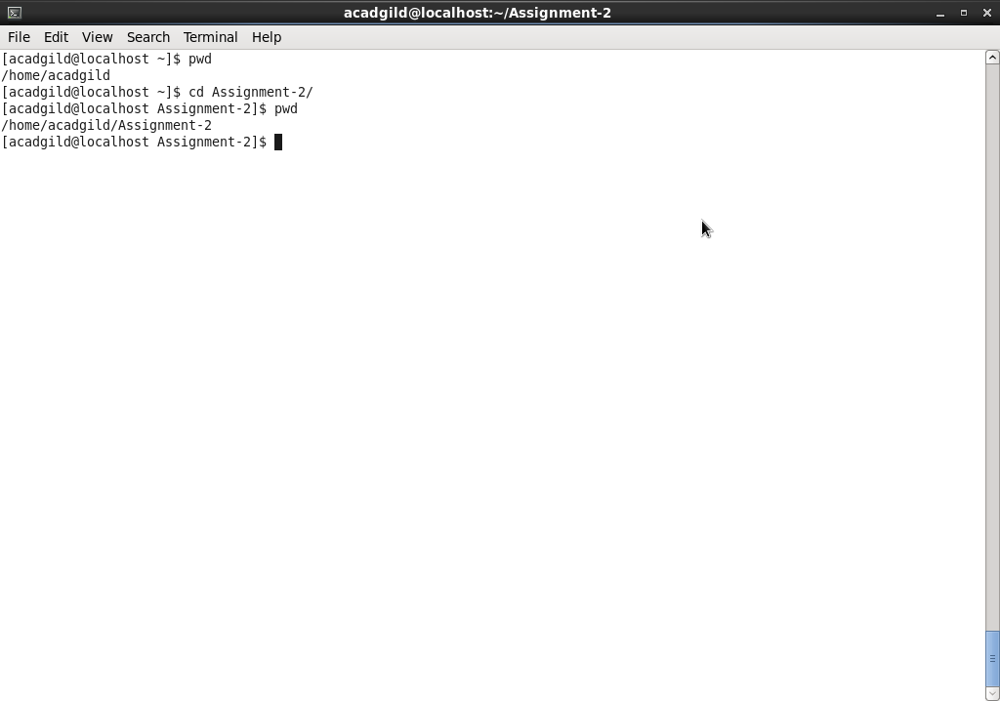 acadgild@localhost:~/Assignment-2
File Edit View Search Terminal Help
[acadgild@localhost ~]$ pwd
/home/acadgild
[acadgild@localhost ~]$ cd Assignment-2/
[acadgild@localhost Assignment-2]$ pwd
/home/acadgild/Assignment-2
[acadgild@localhost Assignment-2]$